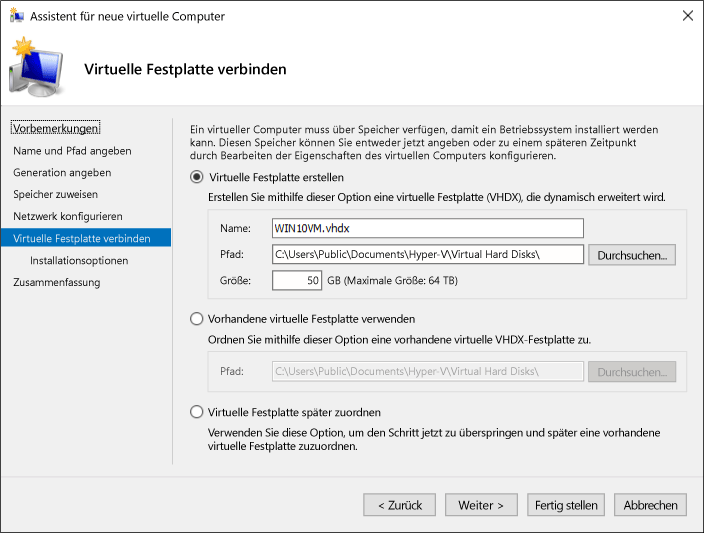 Assistent für neue virtuelle Computer
Virtuelle Festplatte verbinden
Vorbemerkungen
Name und Pfad angeben
Generation angeben
Speicher zuweisen
Netzwerk konfigurieren
Virtuelle Festplatte verbinden
Installationsoptionen
Zusammenfassung
Ein virtueller Computer muss über Speicher verfügen, damit ein Betriebssystem installiert werden
kann. Diesen Speicher können Sie entweder jetzt angeben oder zu einem späteren Zeitpunkt
durch Bearbeiten der Eigenschaften des virtuellen Computers konfigurieren.
Virtuelle Festplatte erstellen
Erstellen Sie mithilfe dieser Option eine virtuelle Festplatte (VHDX), die dynamisch erweitert wird.
Name: WIN10VM.vhdx
Pfad: C:\Users\Public\Documents\Hyper-V\Virtual Hard Disks\ Durchsuchen...
Größe: 50 GB (Maximale Größe: 64 TB)
Vorhandene virtuelle Festplatte verwenden
Ordnen Sie mithilfe dieser Option eine vorhandene virtuelle VHDX-Festplatte zu.
Pfad: C:\Users\Public\Documents\Hyper-V\Virtual Hard Disks\ Durchsuchen...
Virtuelle Festplatte später zuordnen
Verwenden Sie diese Option, um den Schritt jetzt zu überspringen und später eine vorhandene
virtuelle Festplatte zuzuordnen.
< Zurück Weiter > Fertig stellen Abbrechen